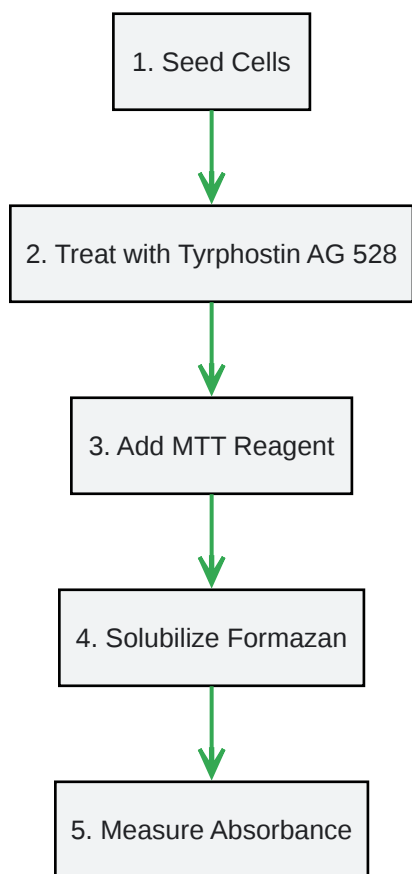 1. Seed Cells
2. Treat with Tyrphostin AG 528
3. Add MTT Reagent
4. Solubilize Formazan
5. Measure Absorbance